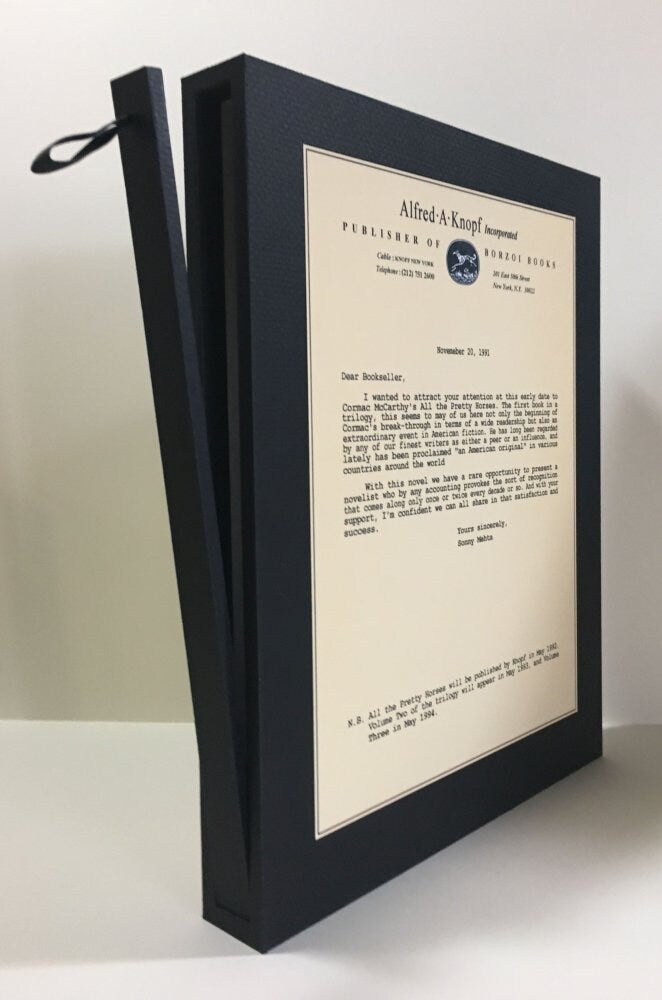 Alfred·A·Knopf Incorporated
PUBLISHER OF BORZOI BOOKS
Cable: KNOPF NEW YORK
Telephone: (212) 751 2600
201 East 50th Street
New York, N.Y. 10022
Novemeber 20, 1991
Dear Bookseller,
I wanted to attract your attention at this early date to
Cormac McCarthy's All the Pretty Horses. The first book in a
trilogy, this seems to may of us here not only the beginning of
Cormac's break-through in terms of a wide readership but also an
extraordinary event in American fiction. He has long been regarded
by any of our finest writers as either a peer or an influence, and
lately has been proclaimed "an American original" in various
countries around the world
With this novel we have a rare opportunity to present a
novelist who by any accounting provokes the sort of recognition
that comes along only once or twice every decade or so. And with your
support, I'm confident we can all share in that satisfaction and
success.
Yours sincerely,
Sonny Mehta
N.B. All the Pretty Horses will be published by Knopf in May 1992.
Volume Two of the trilogy will appear in May 1993, and Volume
Three in May 1994.